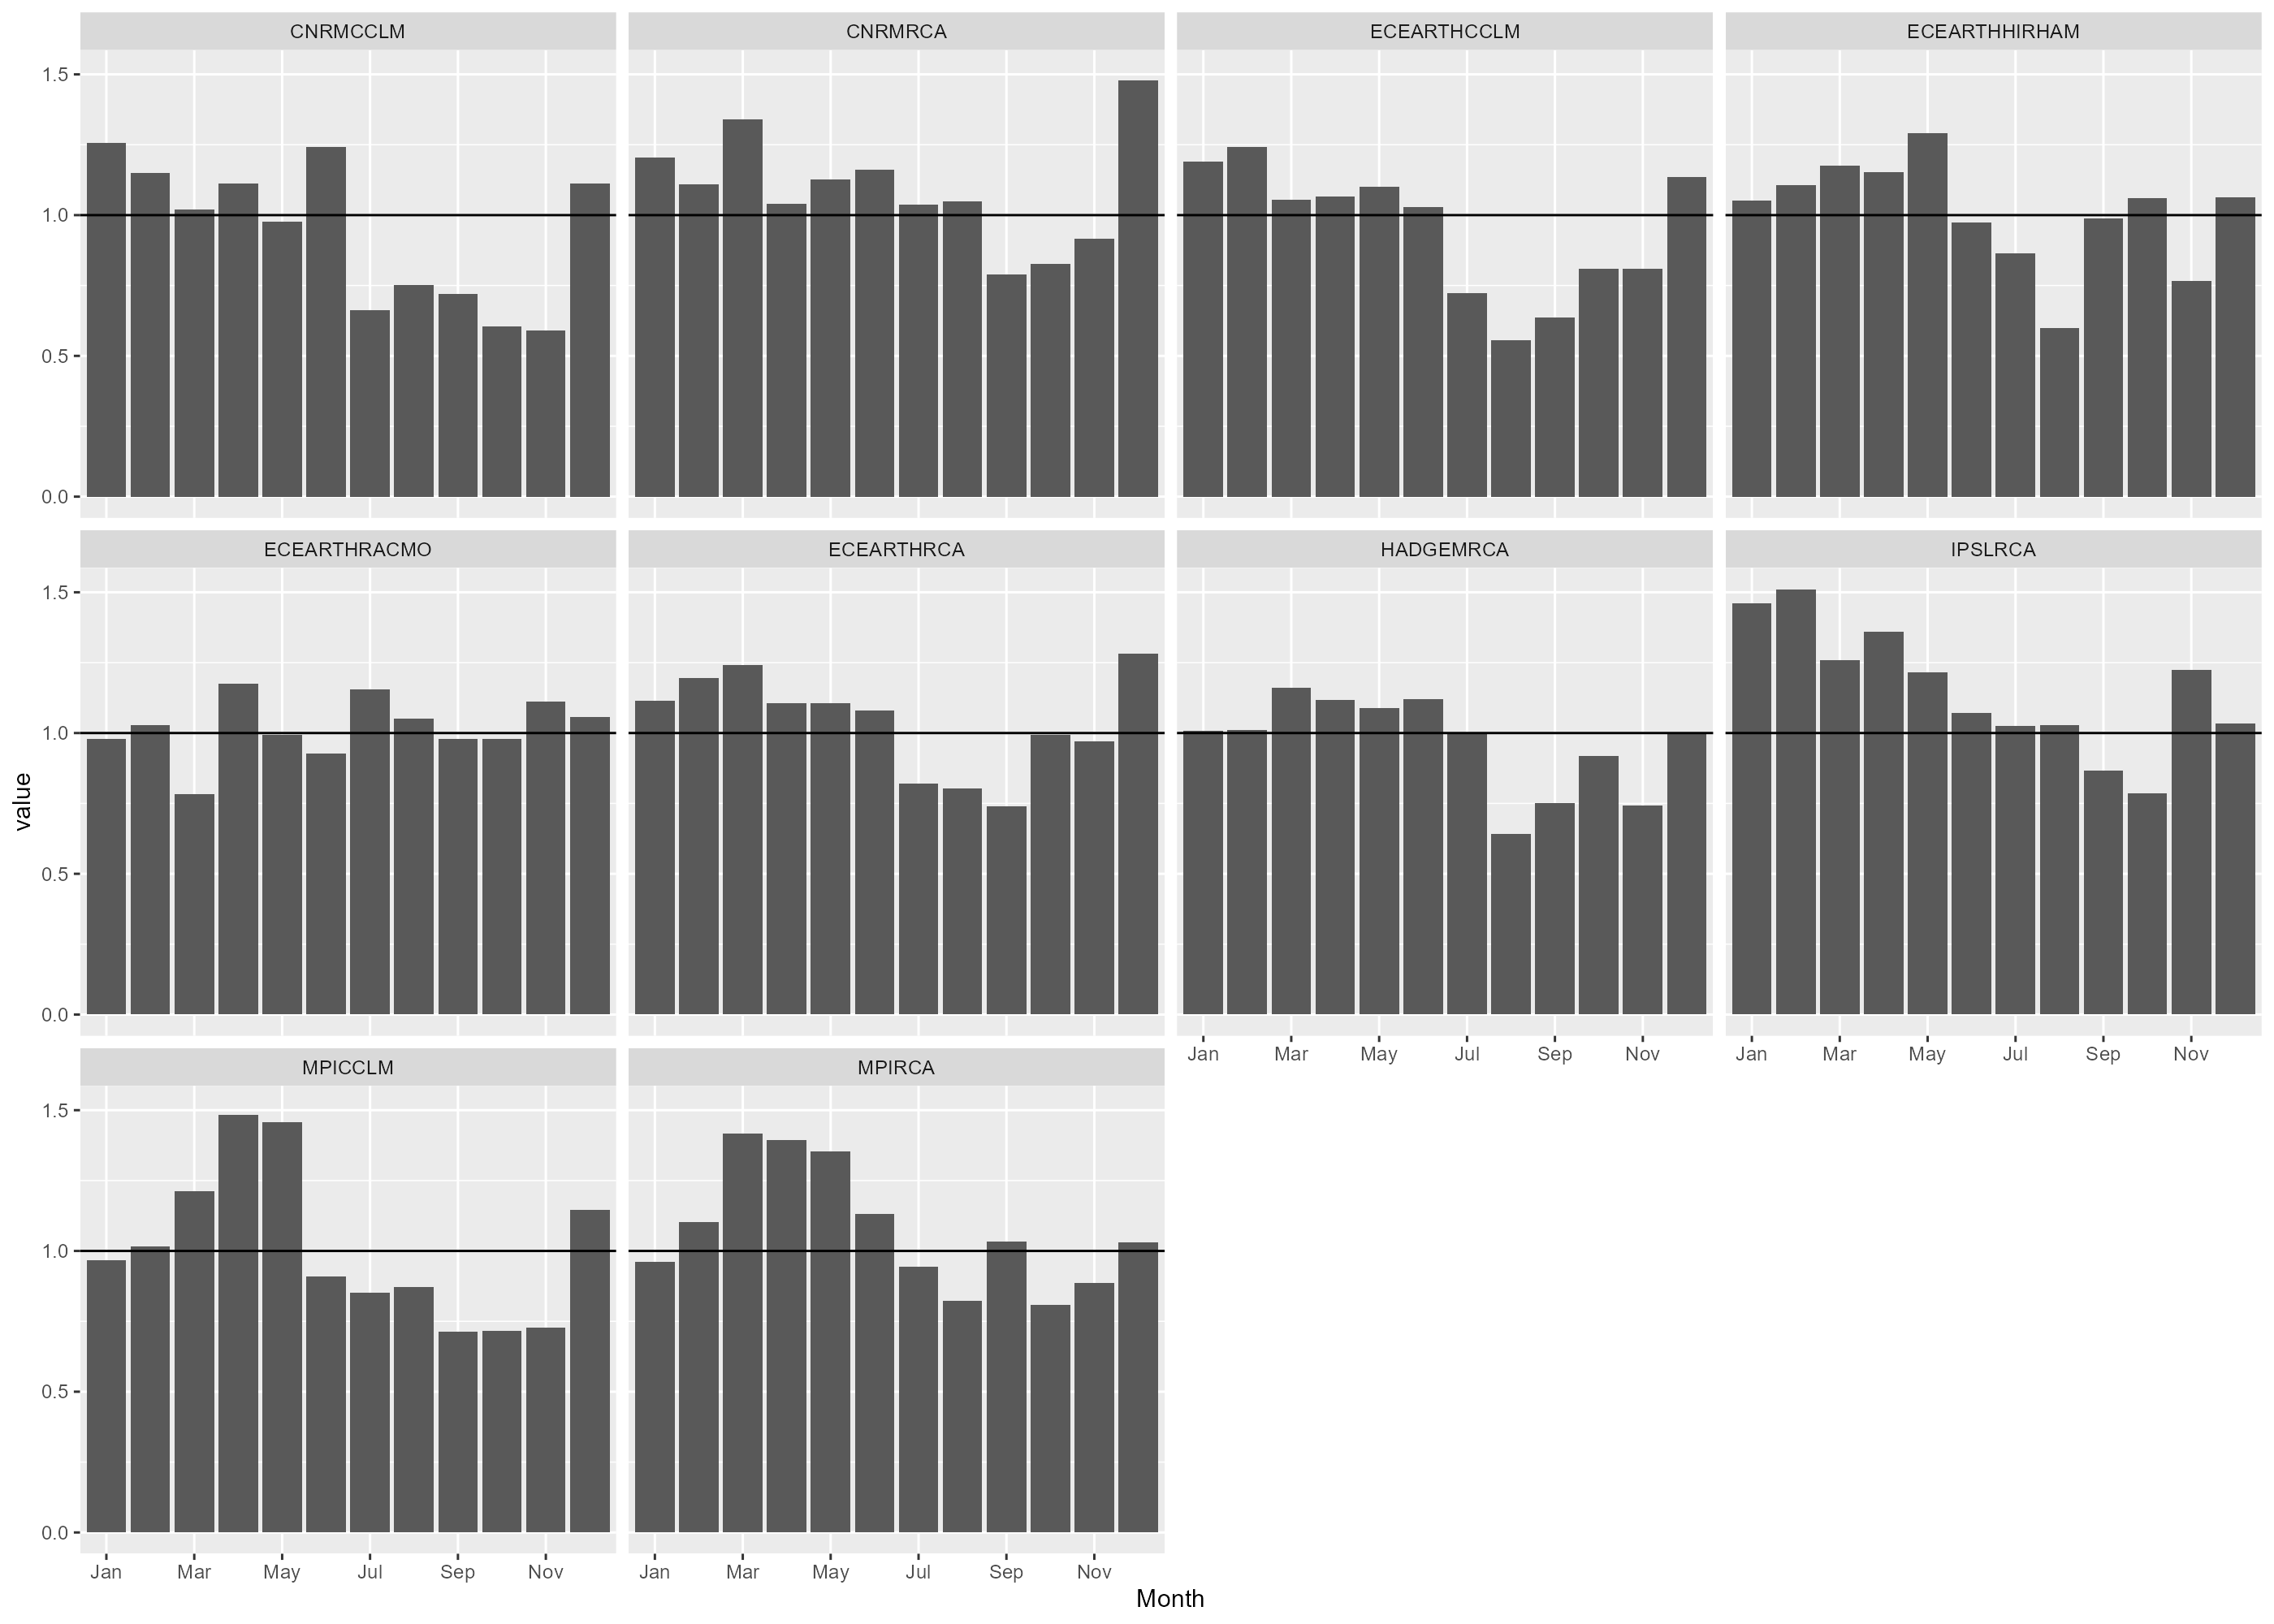 CNRMCCLM
CNRMRCA
ECEARTHCCLM
ECEARTHHIRHAM
1.5
1.0
0.5
0.0
ECEARTHRACMO
ECEARTHRCA
HADGEMRCA
IPSLRCA
1.5
1.0
0.5
0.0
Jan Mar May Jul Sep Nov
Jan Mar May Jul Sep Nov
MPICCLM
MPIRCA
1.5
1.0
0.5
0.0
Jan Mar May Jul Sep Nov
Jan Mar May Jul Sep Nov
value
Month